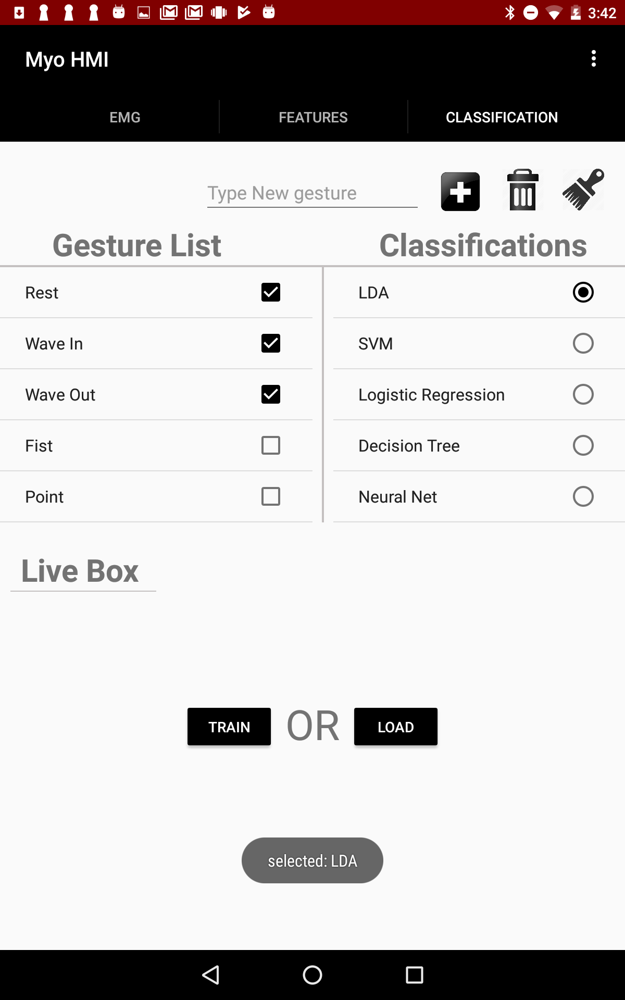 3:42
Myo HMI
EMG FEATURES CLASSIFICATION
Type New gesture
Gesture List
Classifications
Rest
Wave In
Wave Out
Fist
Point
LDA
SVM
Logistic Regression
Decision Tree
Neural Net
Live Box
TRAIN OR LOAD
selected: LDA